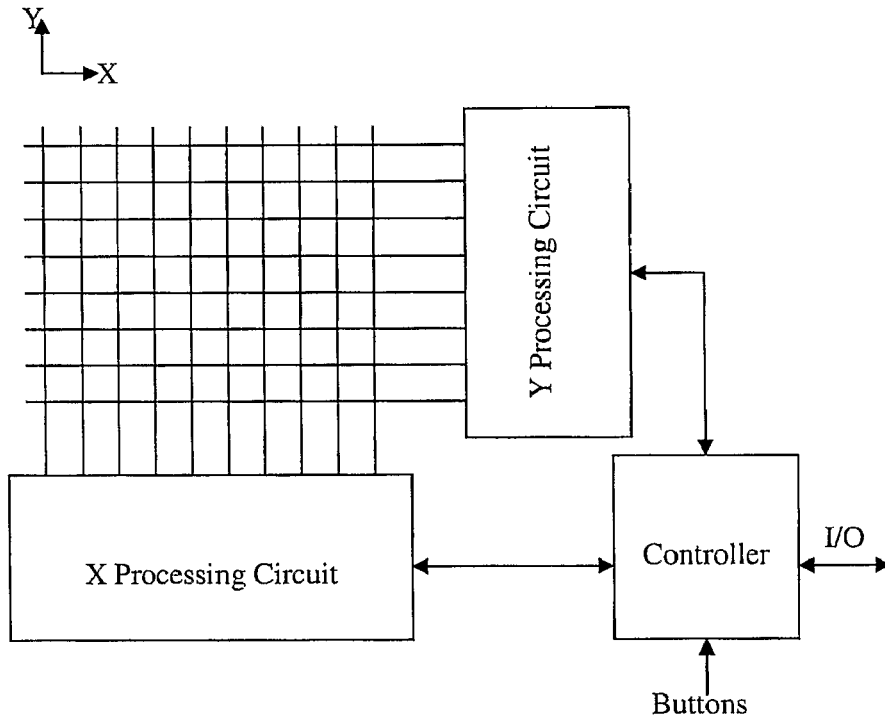 Y
X
Y Processing Circuit
X Processing Circuit
Controller
I/O
Buttons